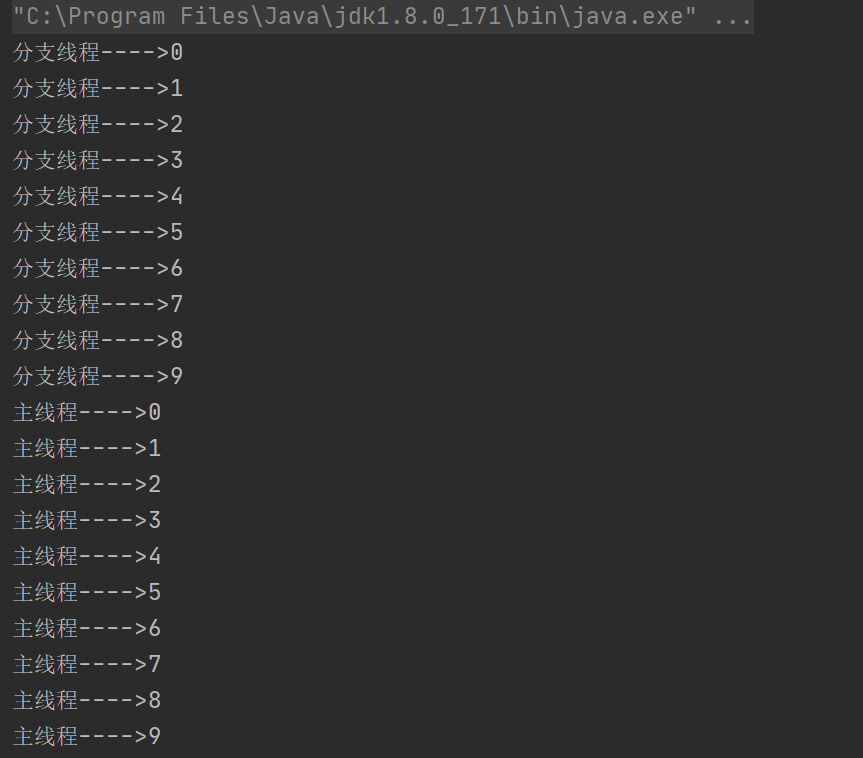 "C:\Program Files\Java\jdk1.8.0_171\bin\java.exe" ...
分支线程---->0
分支线程---->1
分支线程---->2
分支线程---->3
分支线程---->4
分支线程---->5
分支线程---->6
分支线程---->7
分支线程---->8
分支线程---->9
主线程---->0
主线程---->1
主线程---->2
主线程---->3
主线程---->4
主线程---->5
主线程---->6
主线程---->7
主线程---->8
主线程---->9